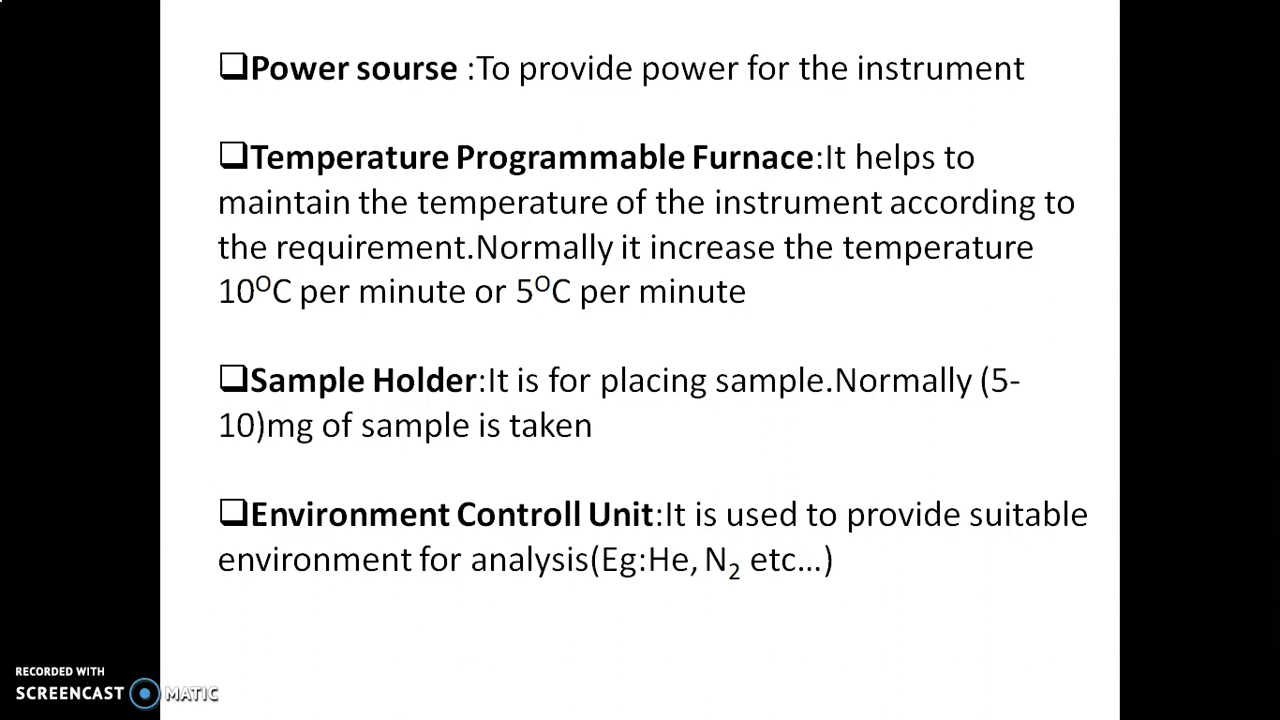 ❑Power sourse :To provide power for the instrument
❑Temperature Programmable Furnace:It helps to
maintain the temperature of the instrument according to
the requirement.Normally it increase the temperature
10⁰C per minute or 5⁰C per minute
❑Sample Holder:It is for placing sample.Normally (5-
10)mg of sample is taken
❑Environment Controll Unit:It is used to provide suitable
environment for analysis(Eg:He, N₂ etc...)
RECORDED WITH
SCREENCAST MATIC